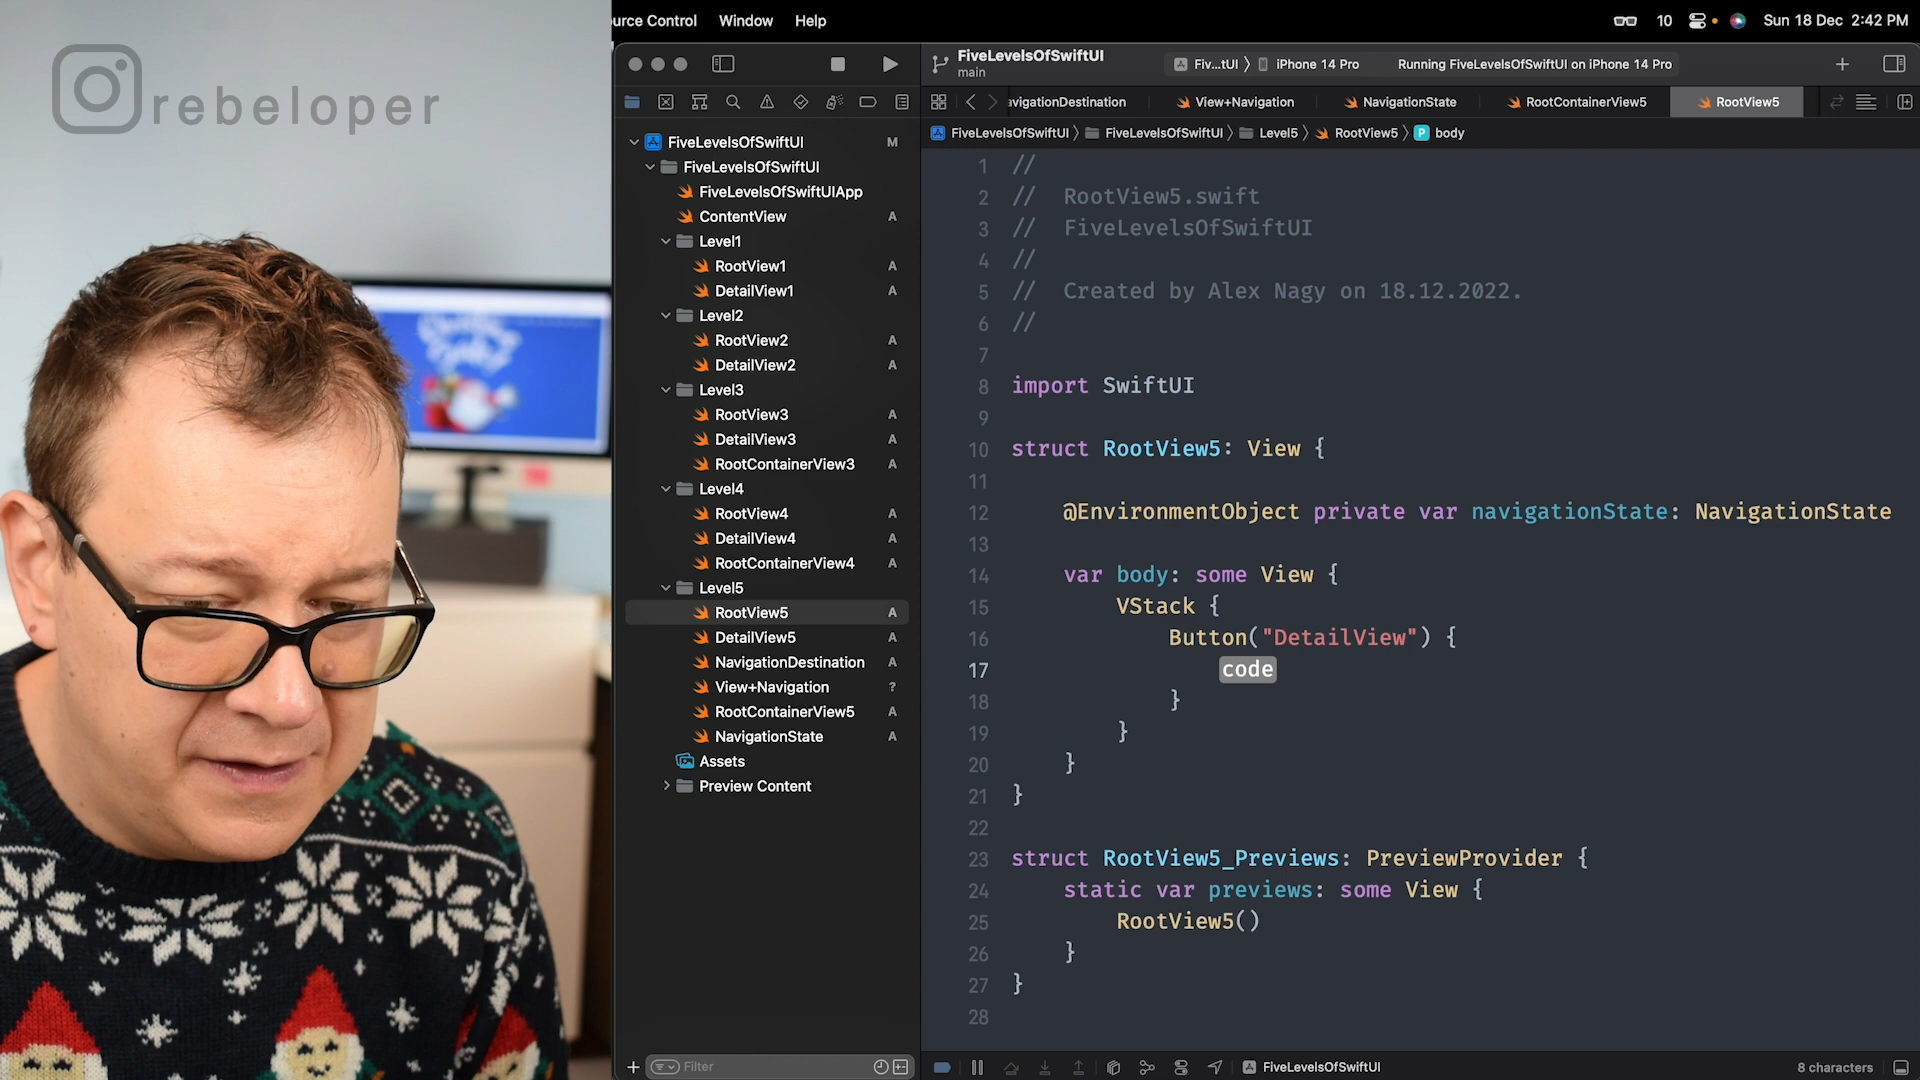 rebeloper
urce Control Window Help
10 Sun 18 Dec 2:42 PM
FiveLevelsOfSwiftUI
main
Fiv...tUI iPhone 14 Pro Running FiveLevelsOfSwiftUI on iPhone 14 Pro
avigationDestination View+Navigation NavigationState RootContainerView5 RootView5
FiveLevelsOfSwiftUI FiveLevelsOfSwiftUI Level5 RootView5 P body
FiveLevelsOfSwiftUI M
FiveLevelsOfSwiftUI
FiveLevelsOfSwiftUIApp
ContentView A
Level1
RootView1 A
DetailView1 A
Level2
RootView2 A
DetailView2 A
Level3
RootView3 A
DetailView3 A
RootContainerView3 A
Level4
RootView4 A
DetailView4 A
RootContainerView4 A
Level5
RootView5 A
DetailView5 A
NavigationDestination A
View+Navigation ?
RootContainerView5 A
NavigationState A
Assets
Preview Content
Filter
1 //
2 // RootView5.swift
3 // FiveLevelsOfSwiftUI
4 //
5 // Created by Alex Nagy on 18.12.2022.
6 //
7
8 import SwiftUI
9
10 struct RootView5: View {
11
12 @EnvironmentObject private var navigationState: NavigationState
13
14 var body: some View {
15 VStack {
16 Button("DetailView") {
17 code
18 }
19 }
20 }
21 }
22
23 struct RootView5_Previews: PreviewProvider {
24 static var previews: some View {
25 RootView5()
26 }
27 }
28
FiveLevelsOfSwiftUI 8 characters